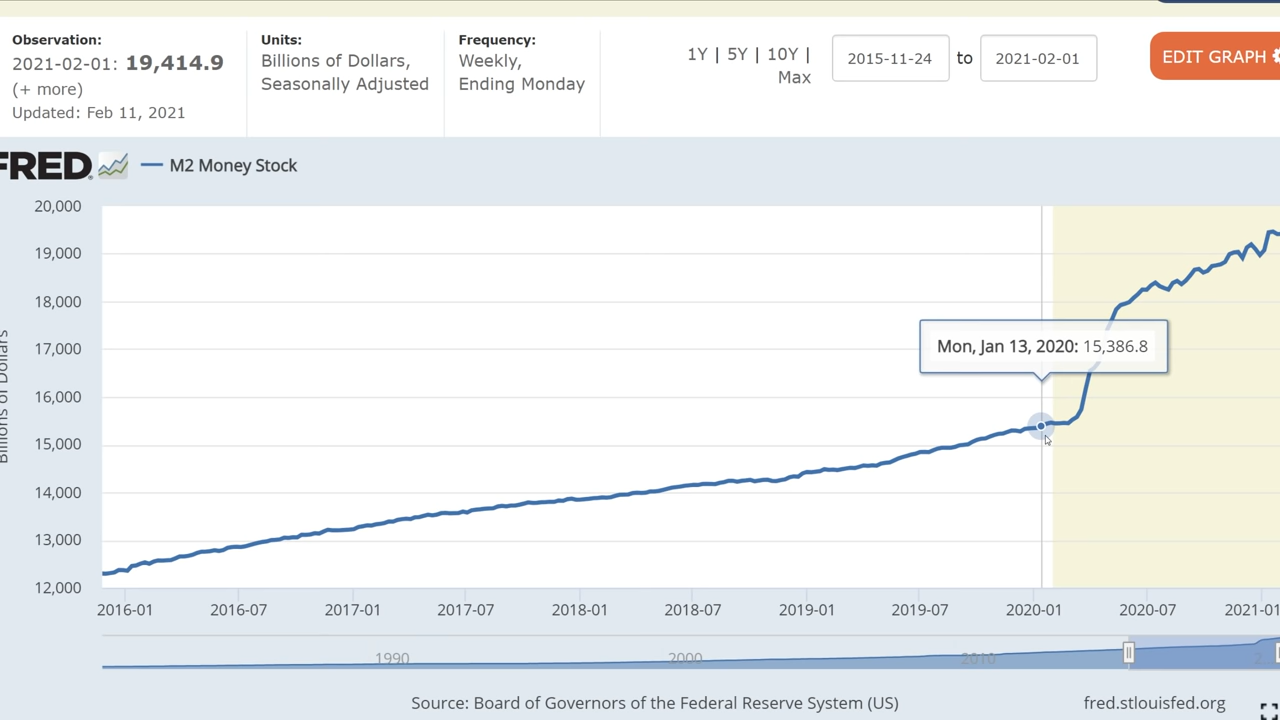 Observation:
2021-02-01: 19,414.9
(+ more)
Updated: Feb 11, 2021
Units:
Billions of Dollars,
Seasonally Adjusted
Frequency:
Weekly,
Ending Monday
1Y | 5Y | 10Y |
Max
2015-11-24 to 2021-02-01
EDIT GRAPH
FRED
M2 Money Stock
Billions of Dollars
20,000
19,000
18,000
17,000
16,000
15,000
14,000
13,000
12,000
Mon, Jan 13, 2020: 15,386.8
2016-01 2016-07 2017-01 2017-07 2018-01 2018-07 2019-01 2019-07 2020-01 2020-07 2021-01
1990 2000 2010
Source: Board of Governors of the Federal Reserve System (US)
fred.stlouisfed.org